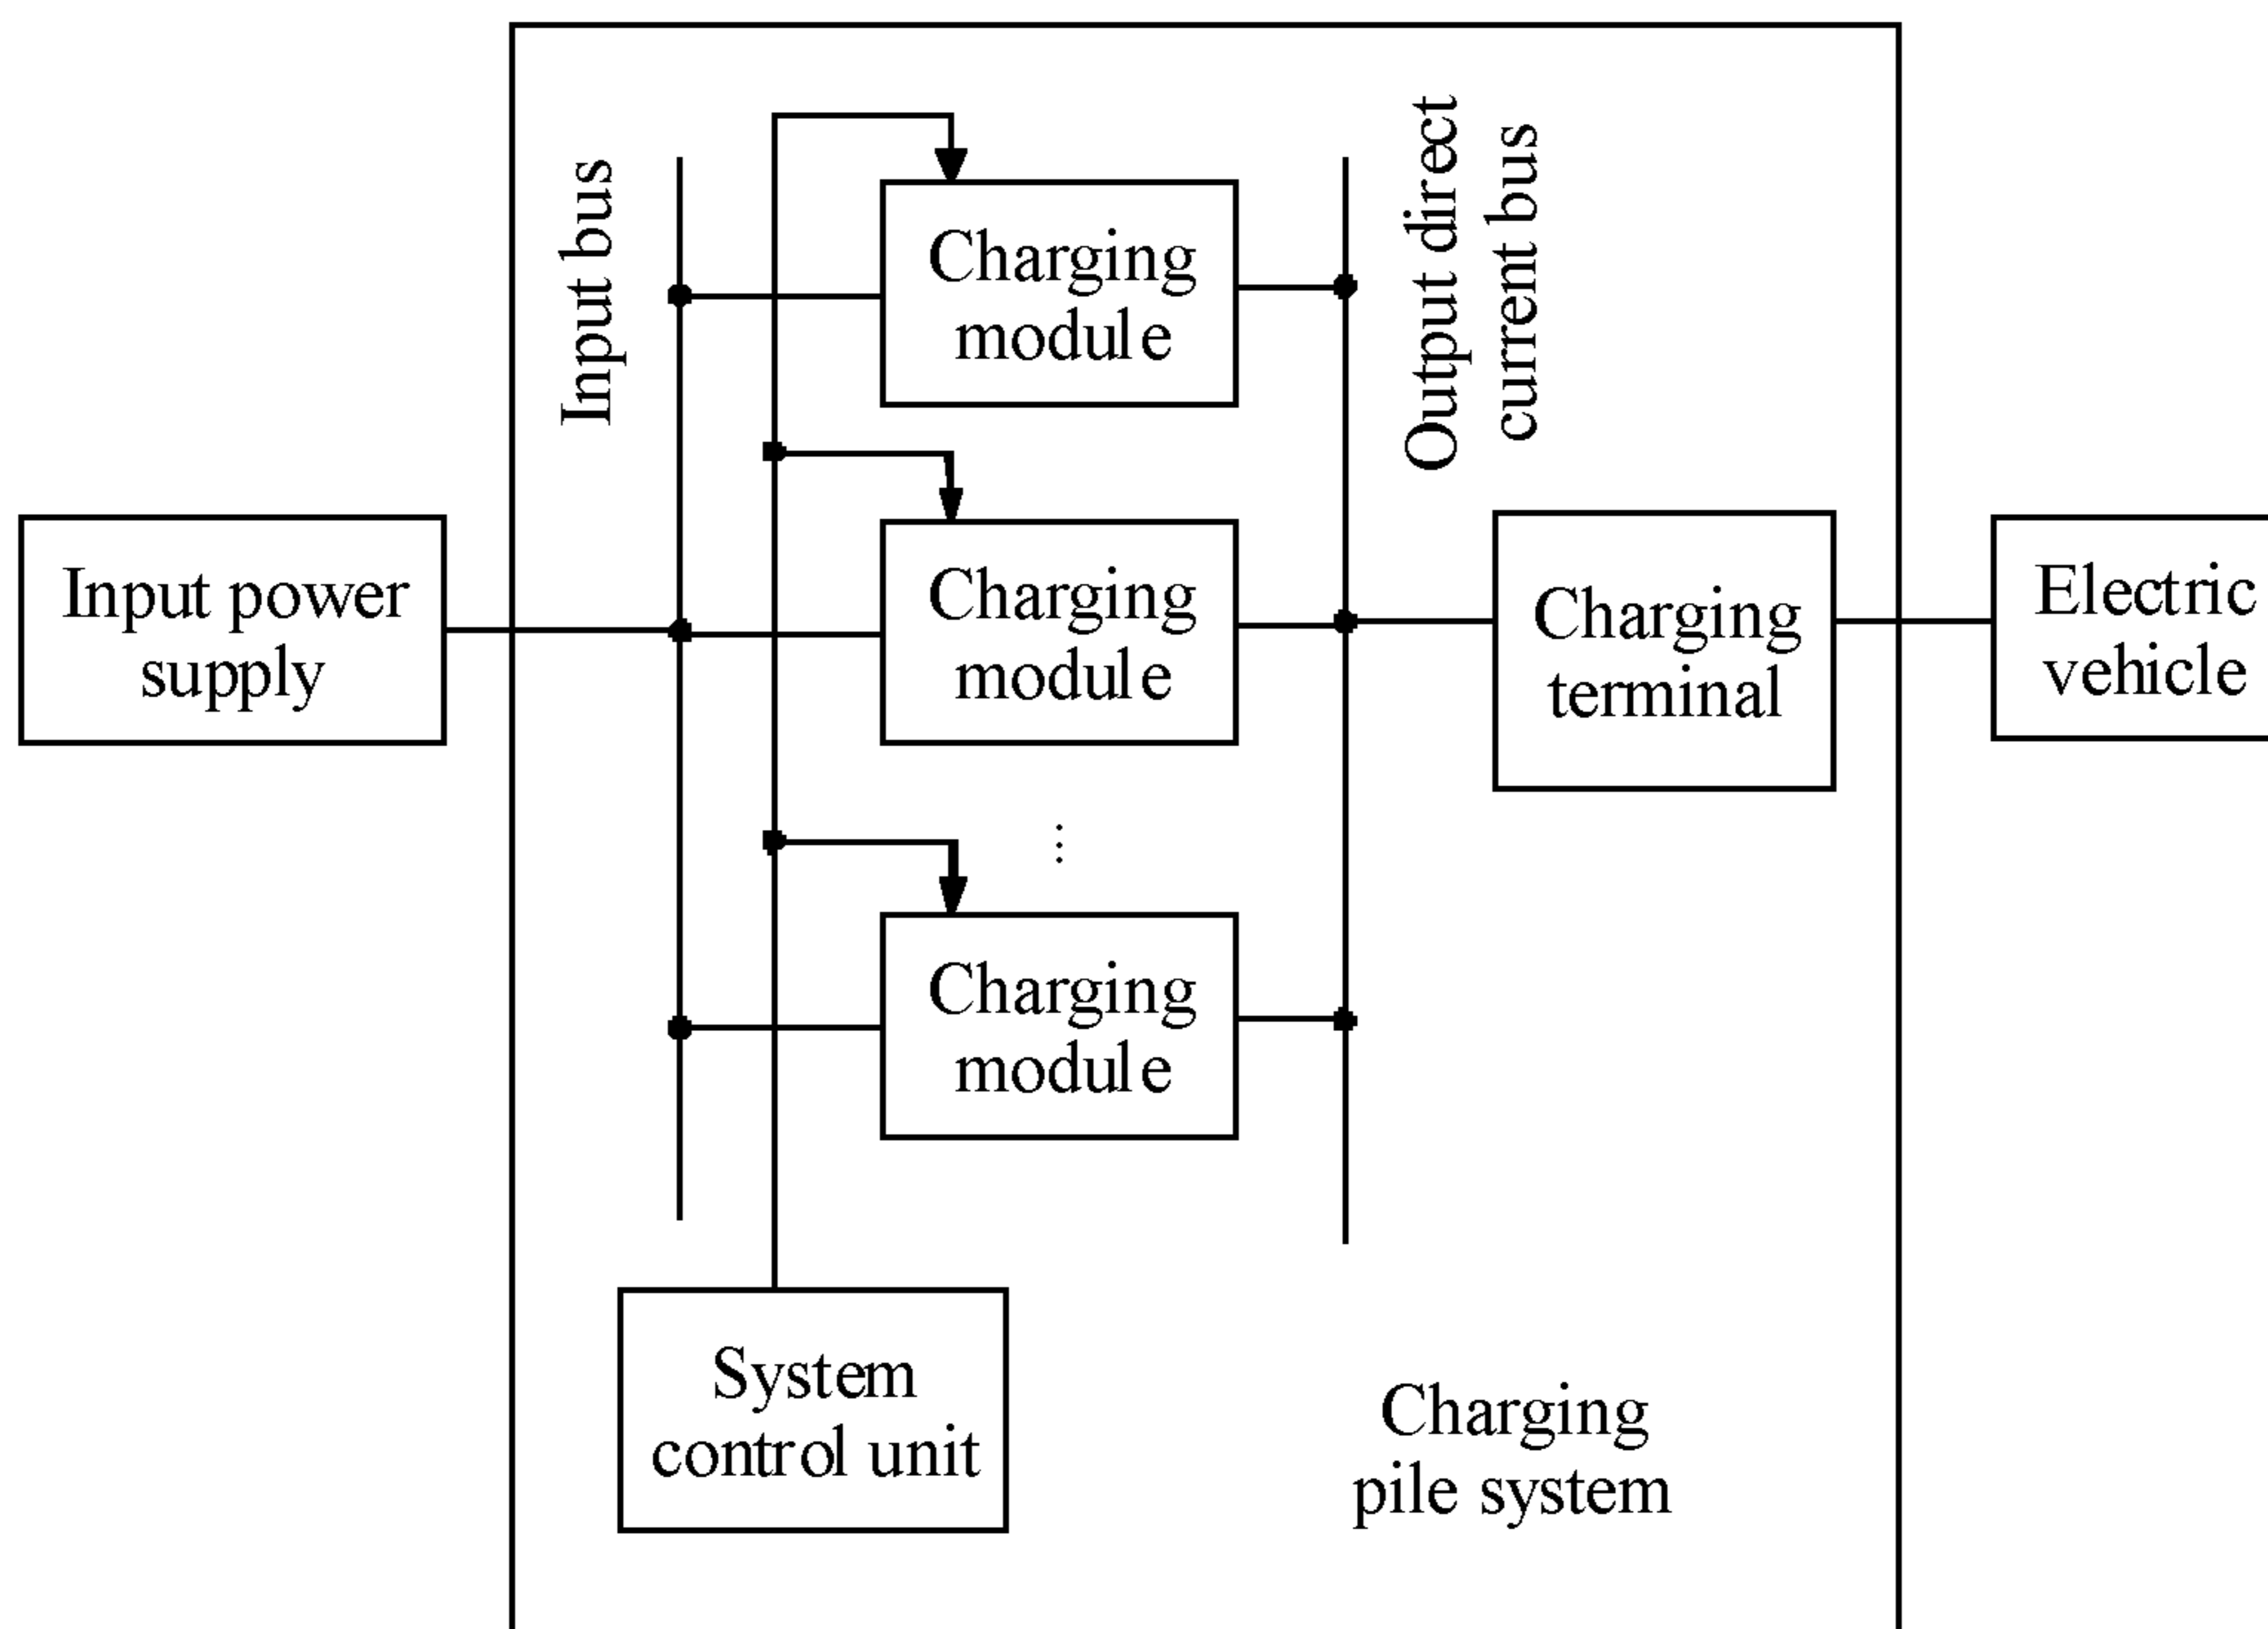 Input bus
Output direct
current bus
Charging
module
Input power
supply
Charging
module
Charging
terminal
Electric
vehicle
Charging
module
System
control unit
Charging
pile system